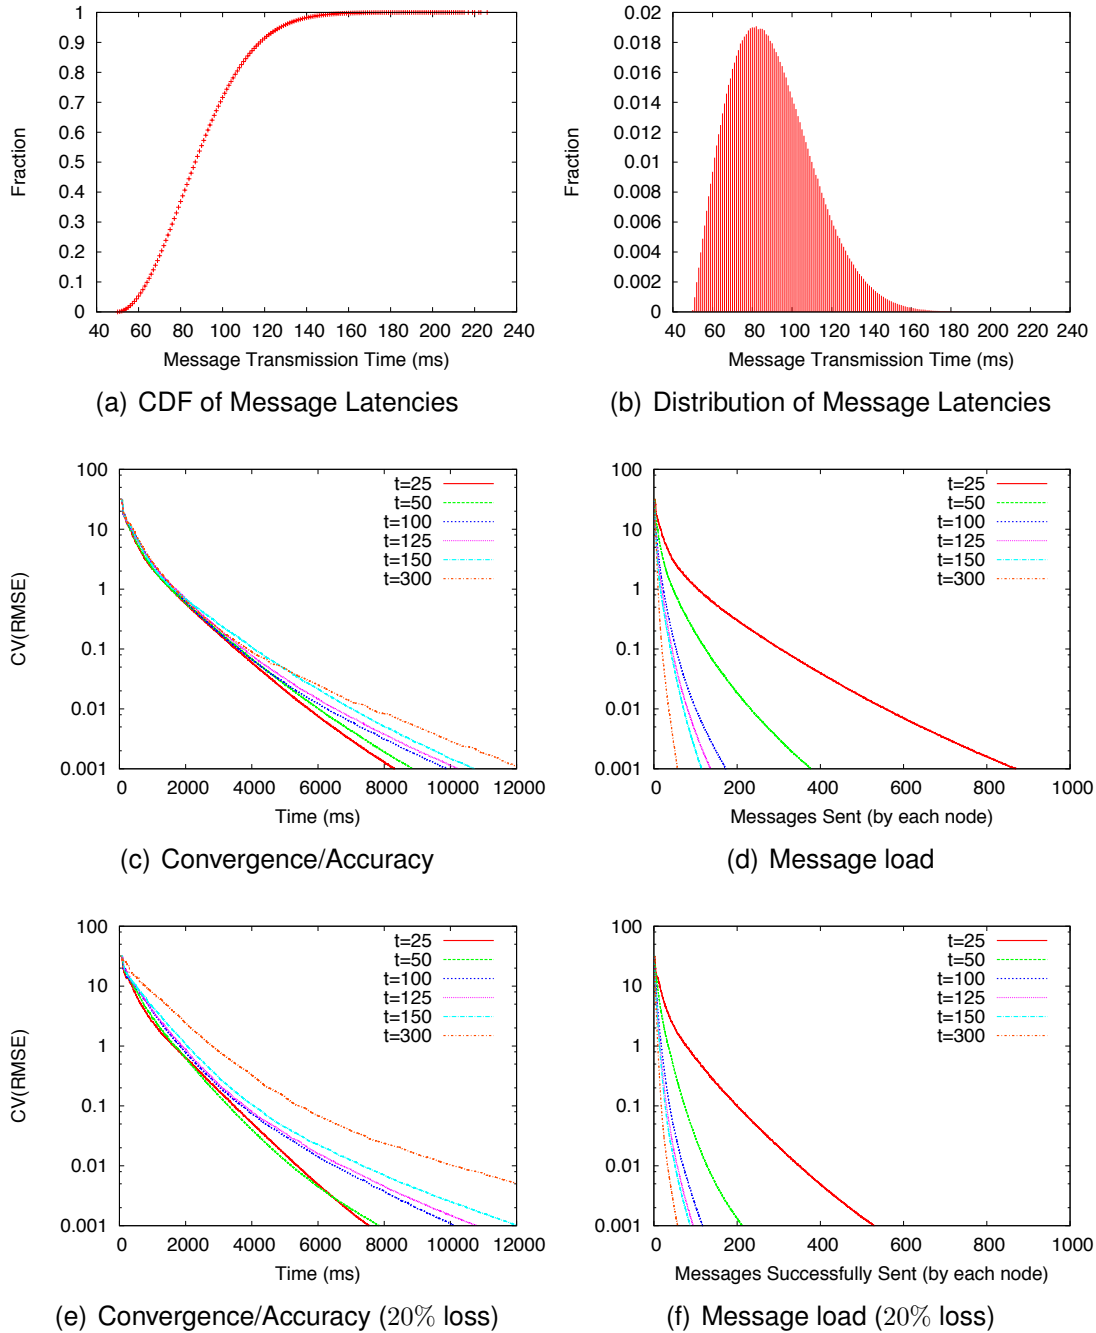 1
0.9
0.8
0.7
0.6
0.5
0.4
0.3
0.2
0.1
0
Fraction
40 60 80 100 120 140 160 180 200 220 240
Message Transmission Time (ms)
(a) CDF of Message Latencies
0.02
0.018
0.016
0.014
0.012
0.01
0.008
0.006
0.004
0.002
0
Fraction
40 60 80 100 120 140 160 180 200 220 240
Message Transmission Time (ms)
(b) Distribution of Message Latencies
100
10
1
0.1
0.01
0.001
CV(RMSE)
t=25
t=50
t=100
t=125
t=150
t=300
0 2000 4000 6000 8000 10000 12000
Time (ms)
(c) Convergence/Accuracy
100
10
1
0.1
0.01
0.001
t=25
t=50
t=100
t=125
t=150
t=300
0 200 400 600 800 1000
Messages Sent (by each node)
(d) Message load
100
10
1
0.1
0.01
0.001
CV(RMSE)
t=25
t=50
t=100
t=125
t=150
t=300
0 2000 4000 6000 8000 10000 12000
Time (ms)
(e) Convergence/Accuracy (20% loss)
100
10
1
0.1
0.01
0.001
t=25
t=50
t=100
t=125
t=150
t=300
0 200 400 600 800 1000
Messages Successfully Sent (by each node)
(f) Message load (20% loss)